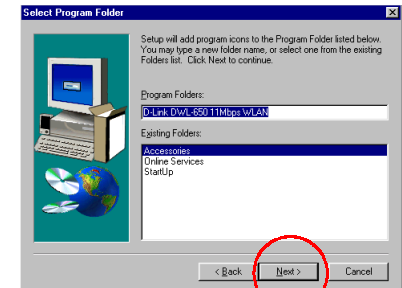 Select Program Folder
Setup will add program icons to the Program Folder listed below.
You may type a new folder name, or select one from the existing
Folders list. Click Next to continue.
Program Folders:
D-Link DWL-650 11Mbps WLAN
Existing Folders:
Accessories
Online Services
StartUp
< Back Next > Cancel